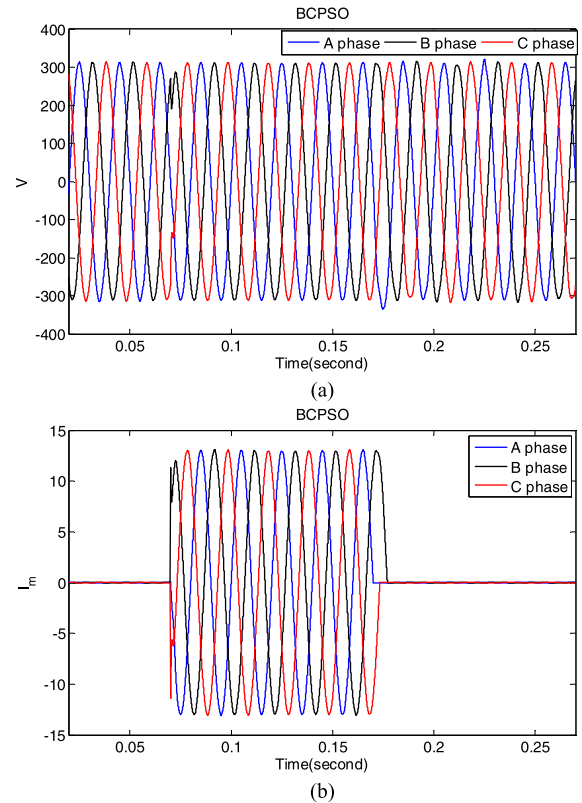 BCPSO
A phase B phase C phase
400
300
200
100
0
-100
-200
-300
-400
V
0.05 0.1 0.15 0.2 0.25
Time(second)
(a)
BCPSO
A phase
B phase
C phase
15
10
5
0
-5
-10
-15
Im
0.05 0.1 0.15 0.2 0.25
Time(second)
(b)